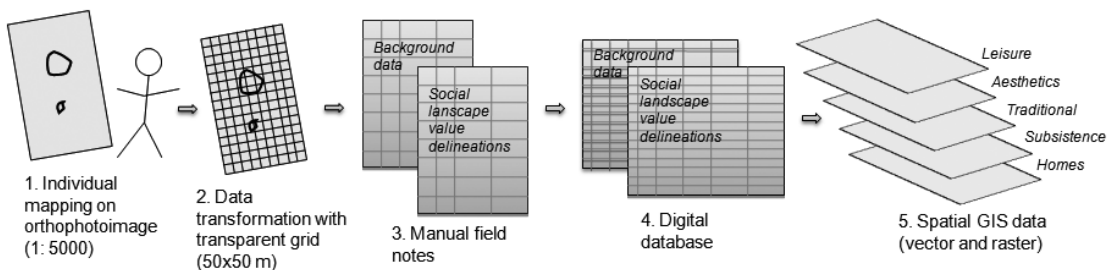 1. Individual
mapping on
orthophotoimage
(1: 5000)
2. Data
transformation with
transparent grid
(50x50 m)
Background
data
Social
lanscape
value
delineations
3. Manual field
notes
Background
data
Social
landscape
value
delineations
4. Digital
database
Leisure
Aesthetics
Traditional
Subsistence
Homes
5. Spatial GIS data
(vector and raster)